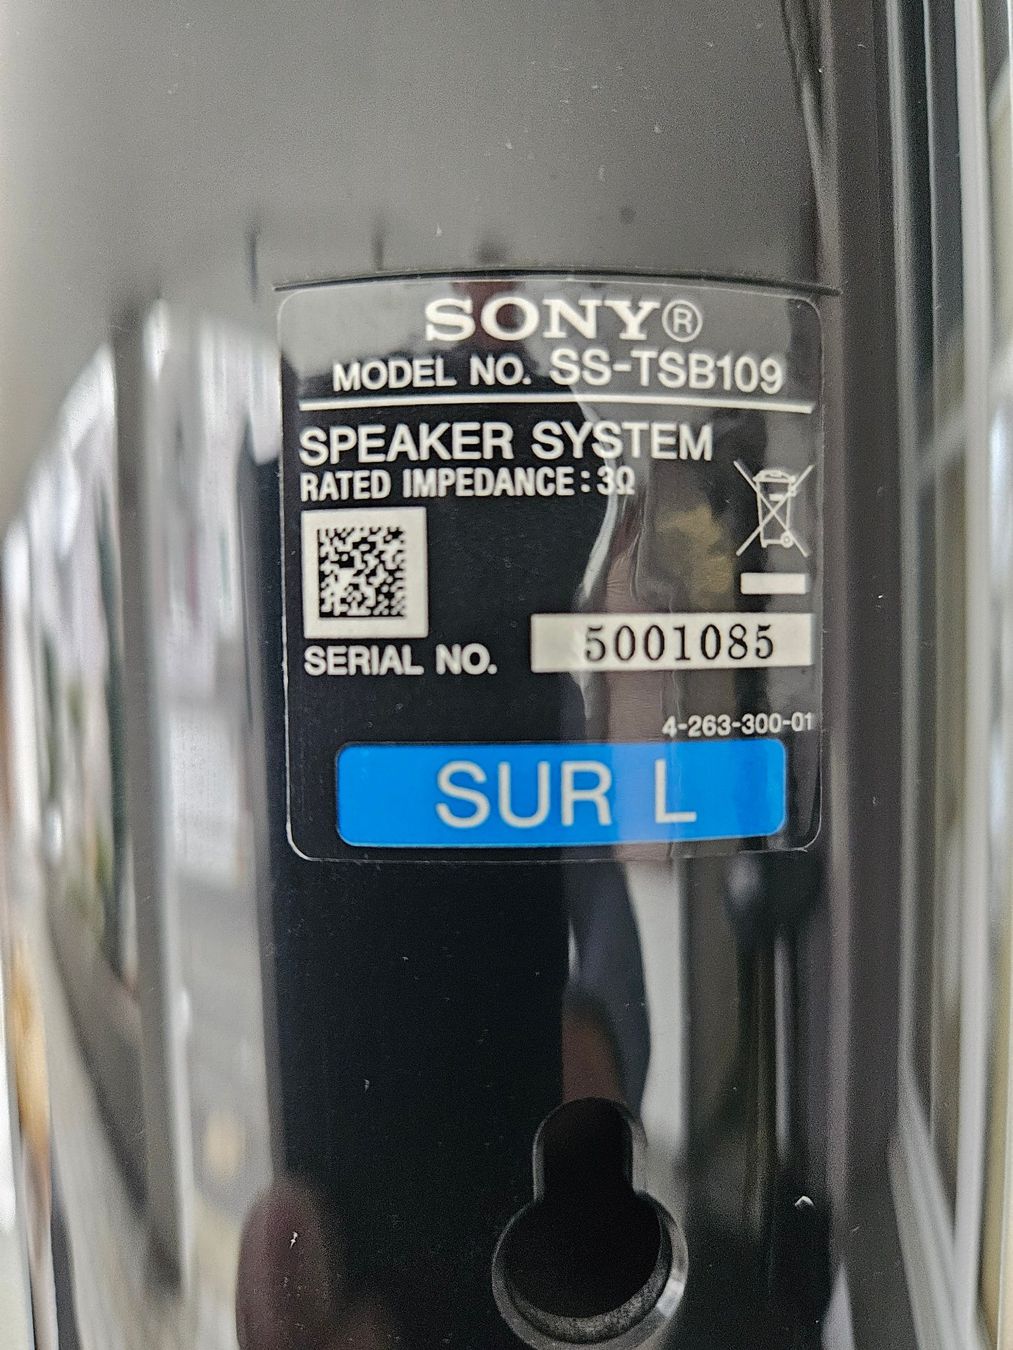 SONY®
MODEL NO. SS-TSB109
SPEAKER SYSTEM
RATED IMPEDANCE : 3Ω
SERIAL NO. 5001085
4-263-300-01
SUR L